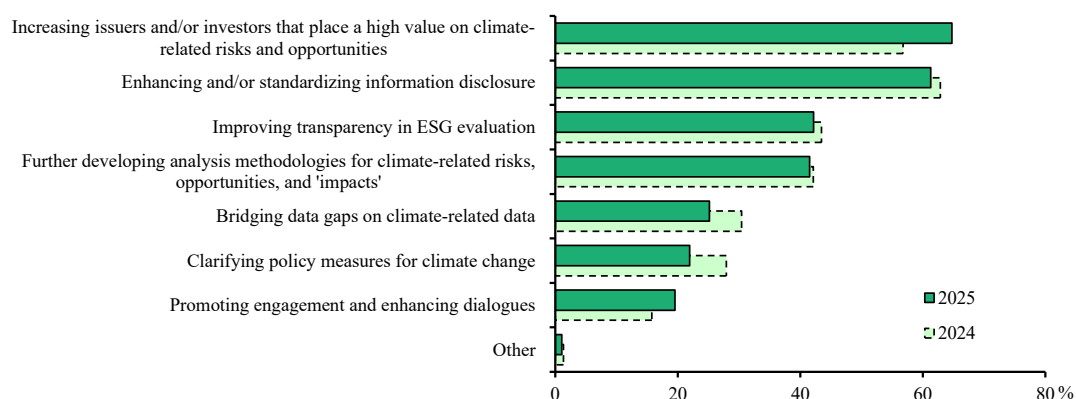 Increasing issuers and/or investors that place a high value on climate-
related risks and opportunities
Enhancing and/or standardizing information disclosure
Improving transparency in ESG evaluation
Further developing analysis methodologies for climate-related risks,
opportunities, and 'impacts'
Bridging data gaps on climate-related data
Clarifying policy measures for climate change
Promoting engagement and enhancing dialogues
Other
2025
2024
0 20 40 60 80 %